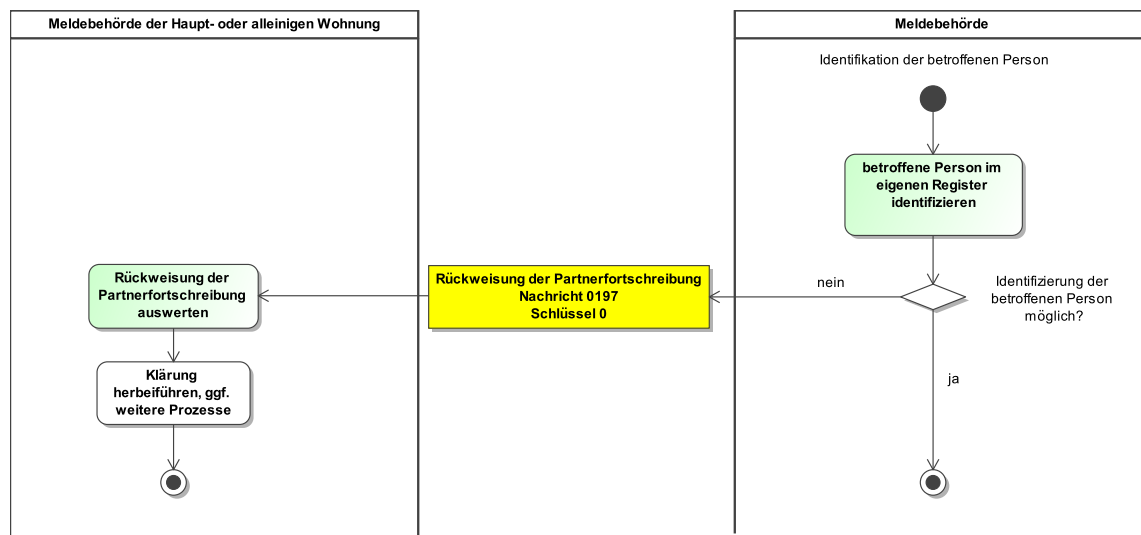 Meldebehörde der Haupt- oder alleinigen Wohnung
Meldebehörde
Identifikation der betroffenen Person
betroffene Person im
eigenen Register
identifizieren
Identifizierung der
betroffenen Person
möglich?
nein
ja
Rückweisung der Partnerfortschreibung
Nachricht 0197
Schlüssel 0
Rückweisung der
Partnerfortschreibung
auswerten
Klärung
herbeiführen, ggf.
weitere Prozesse